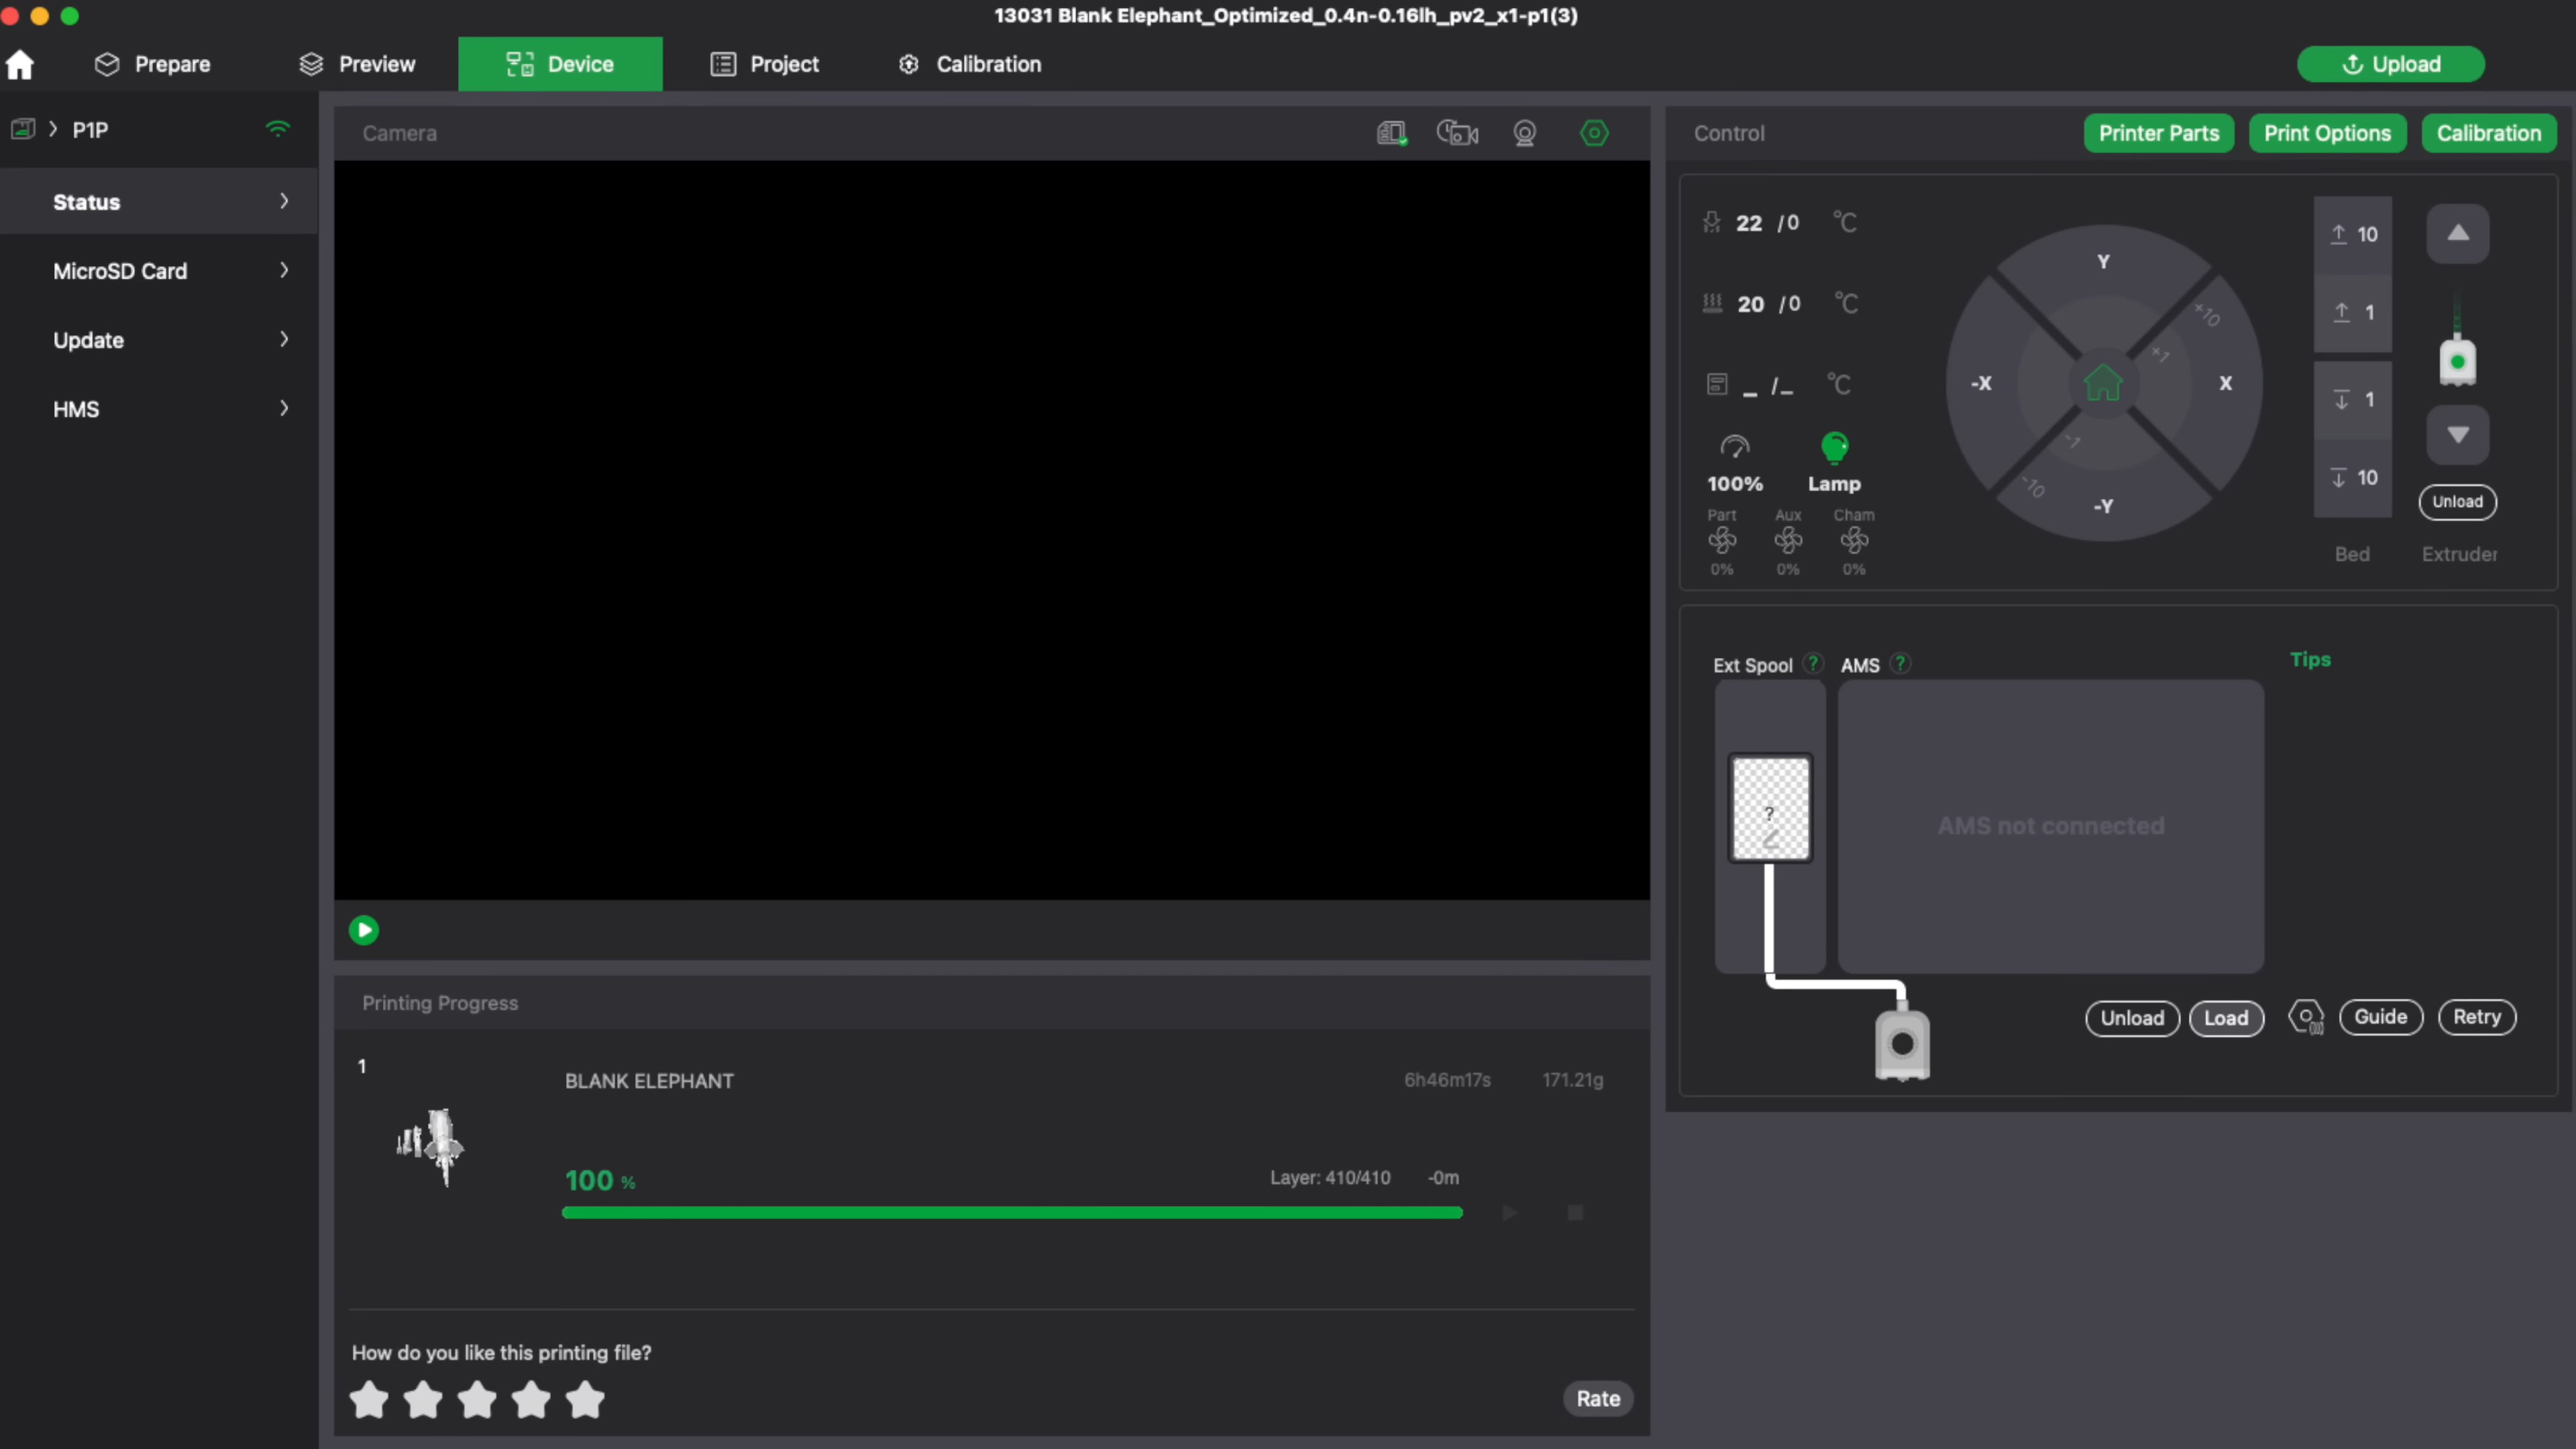 13031 Blank Elephant_Optimized_0.4n-0.16lh_pv2_x1-p1(3)
Prepare
Preview
Device
Project
Calibration
Upload
P1P
Status
MicroSD Card
Update
HMS
Camera
Control
Printer Parts
Print Options
Calibration
22 /0 °C
20 /0 °C
_ /_ °C
100%
Lamp
Part
Aux
Cham
0%
0%
0%
Y
+10
+1
-X
X
-1
-10
-Y
10
1
1
10
Bed
Unload
Extruder
Ext Spool ?
AMS ?
Tips
?
AMS not connected
Unload
Load
Guide
Retry
Printing Progress
1
BLANK ELEPHANT
6h46m17s
171.21g
100 %
Layer: 410/410
-0m
How do you like this printing file?
Rate